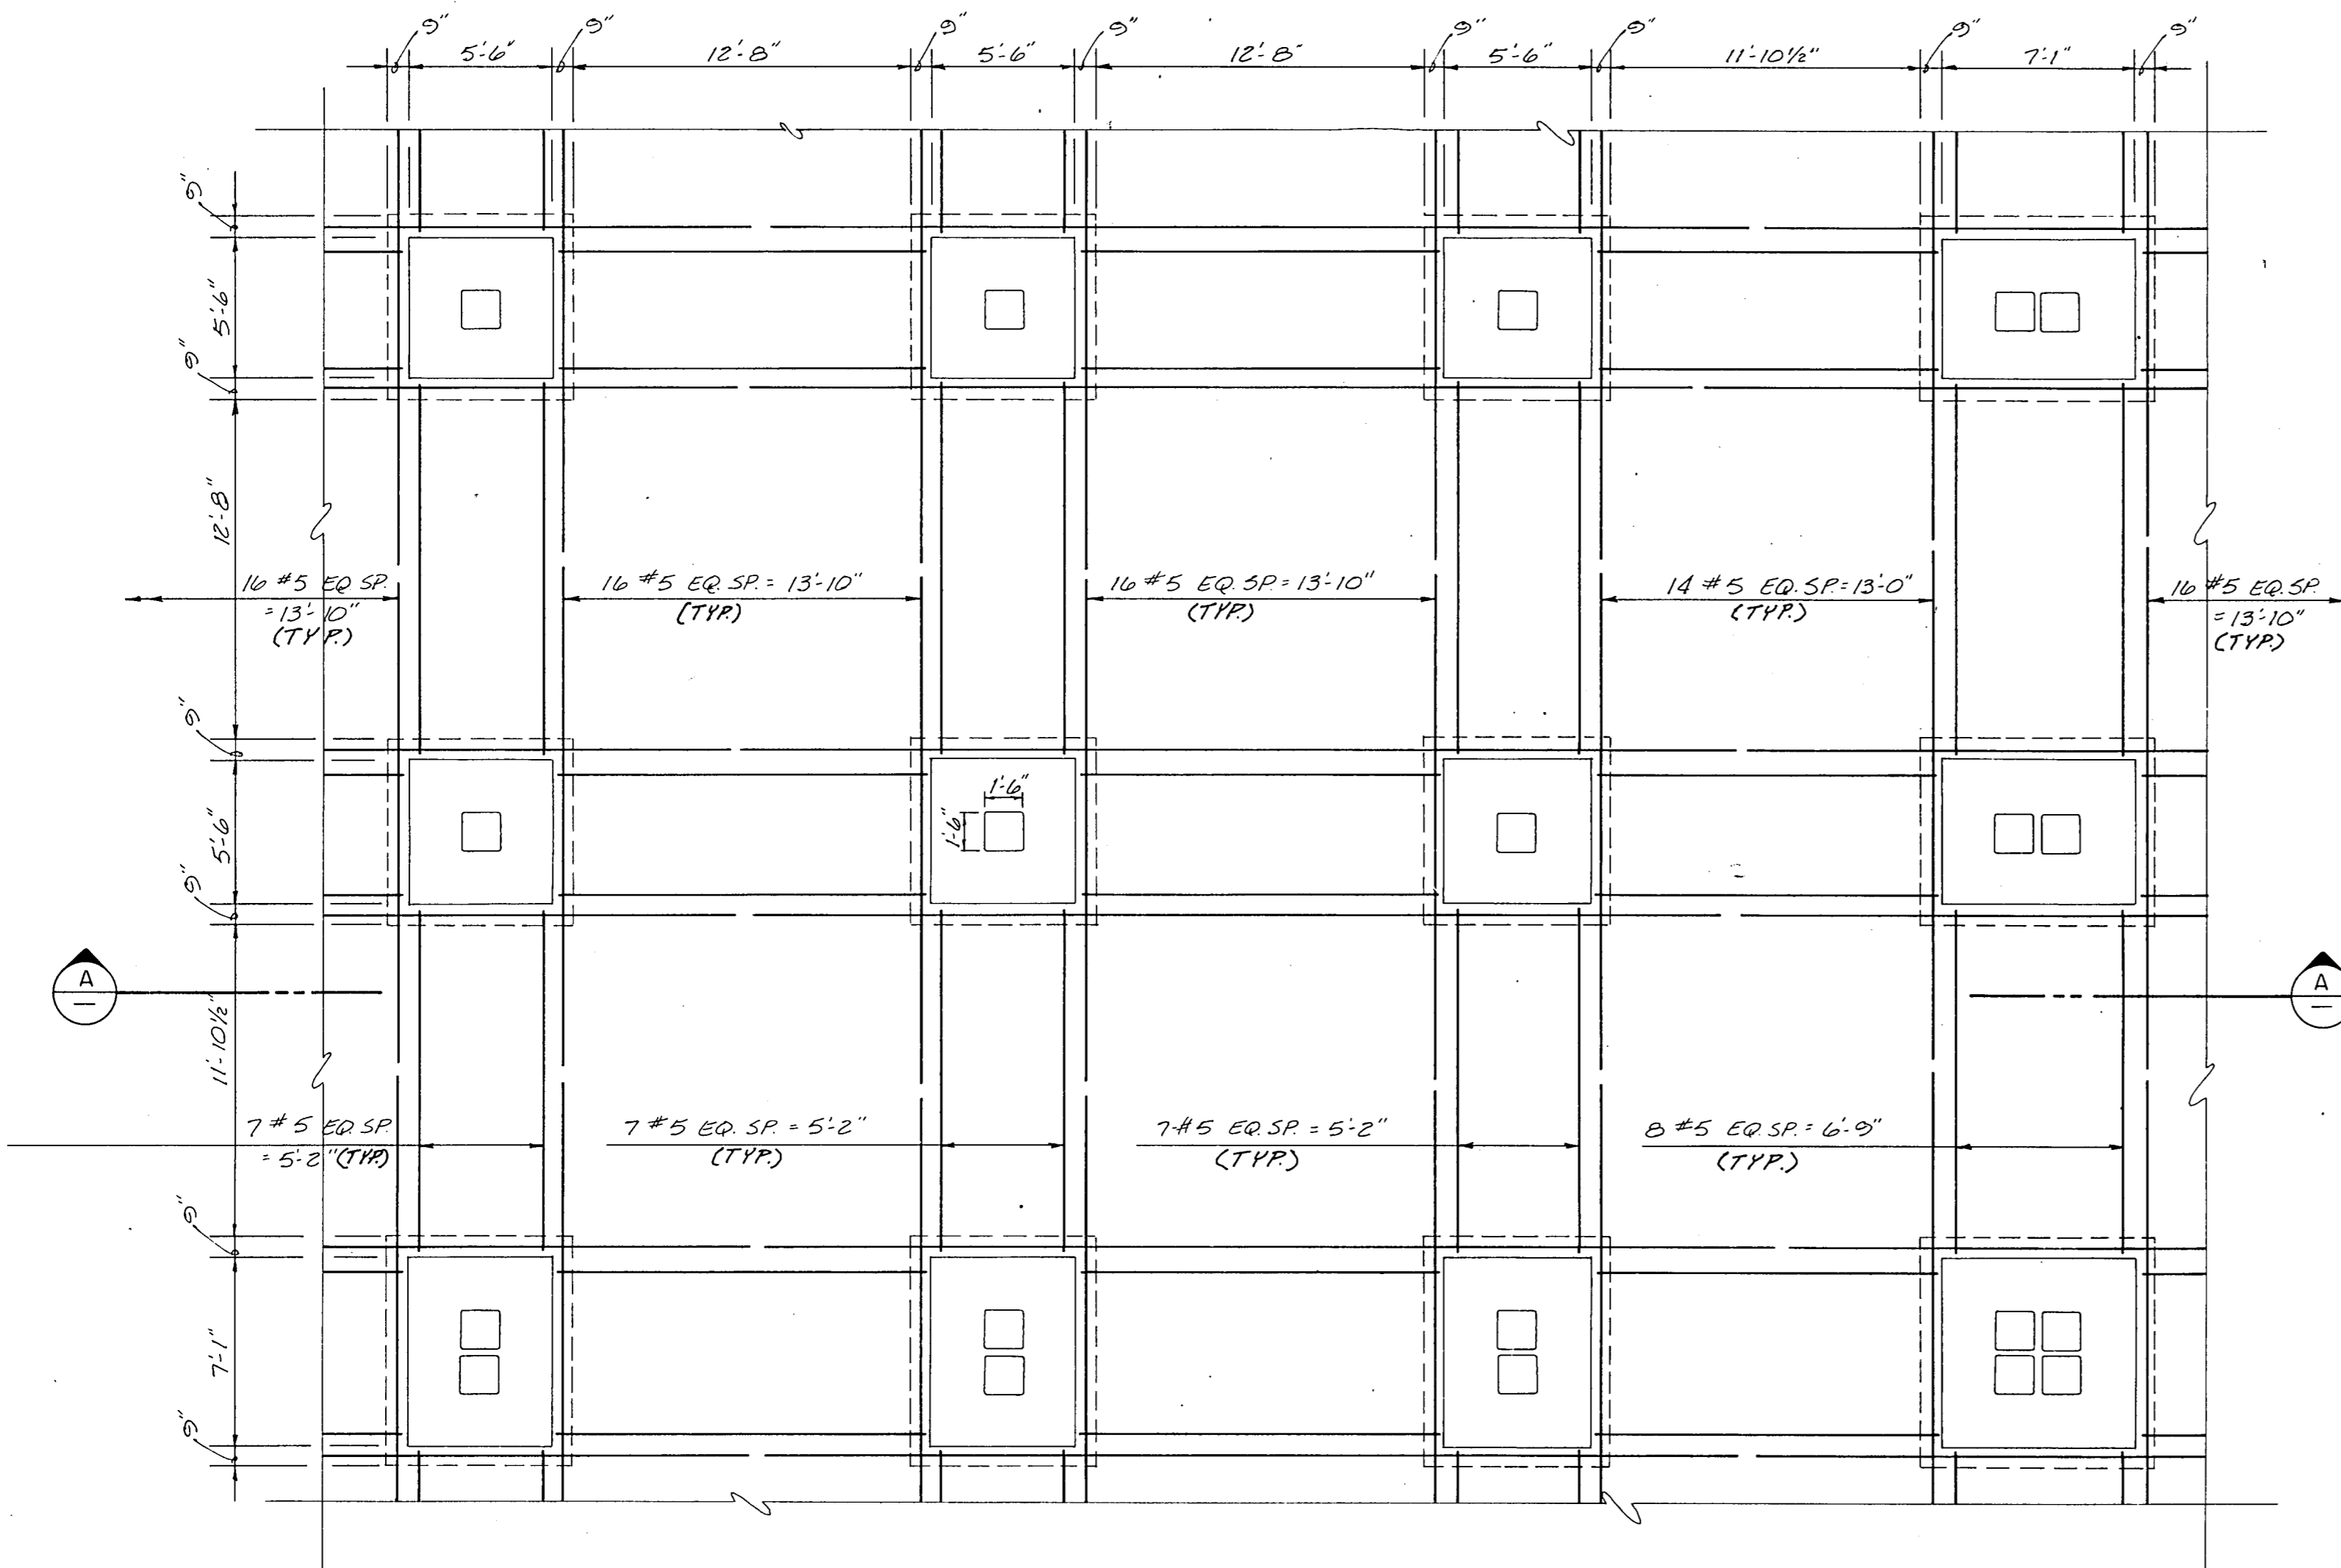 9" 9" 9" 9" 9" 9" 9" 9"
5'-6" 12'-8" 5'-6" 12'-8" 5'-6" 11'-10½" 7'-1"
9"
5'-6"
9"
12'-8"
16 #5 EQ. SP. 16 #5 EQ. SP. = 13'-10" 16 #5 EQ. SP. = 13'-10" 14 #5 EQ. SP. = 13'-0" 16 #5 EQ. SP.
= 13'-10" (TYP.) (TYP.) (TYP.) = 13'-10"
(TYP.) (TYP.)
9"
1'-6"
5'-6" 1'-6"
9"
A A
11'-10½"
7 #5 EQ. SP. 7 #5 EQ. SP. = 5'-2" 7-#5 EQ. SP. = 5'-2" 8 #5 EQ. SP. = 6'-9"
= 5'-2" (TYP.) (TYP.) (TYP.) (TYP.)
9"
7'-1"
9"